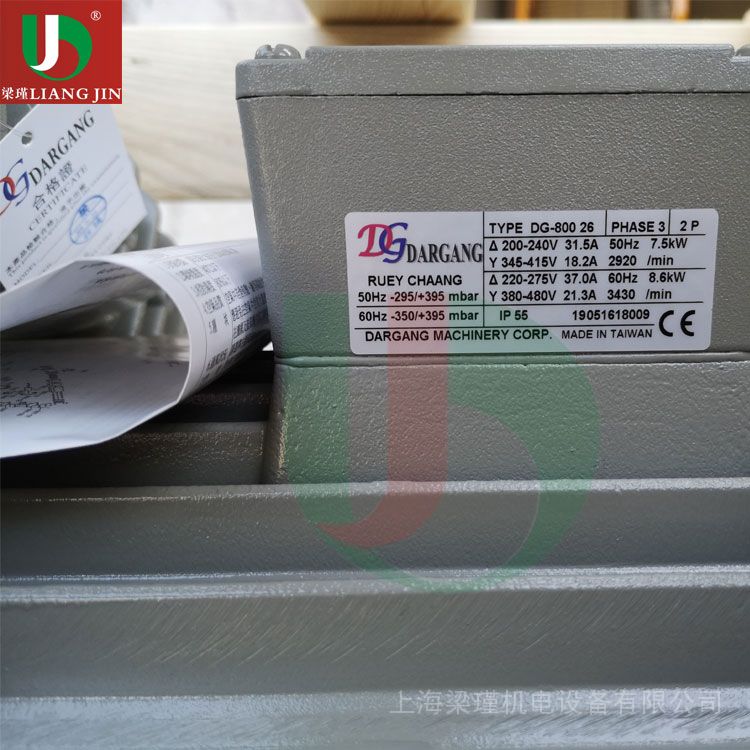 ®
梁瑾LIANG JIN
DG DARGANG
合格證
CERTIFICATE
DG DARGANG
RUEY CHAANG
50Hz -295/+395 mbar
60Hz -350/+395 mbar
TYPE DG-800 26 PHASE 3 2 P
Δ 200-240V 31.5A 50Hz 7.5kW
Y 345-415V 18.2A 2920 /min
Δ 220-275V 37.0A 60Hz 8.6kW
Y 380-480V 21.3A 3430 /min
IP 55 19051618009 CE
DARGANG MACHINERY CORP. MADE IN TAIWAN
上海梁瑾机电设备有限公司